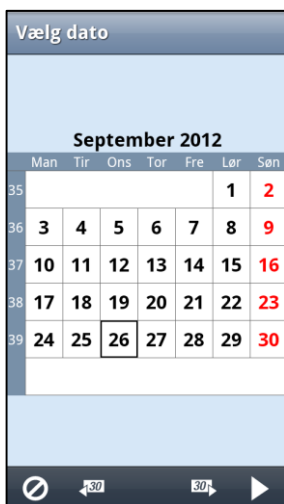 Vælg dato
September 2012
Man Tir Ons Tor Fre Lør Søn
35 1 2
36 3 4 5 6 7 8 9
37 10 11 12 13 14 15 16
38 17 18 19 20 21 22 23
39 24 25 26 27 28 29 30
30 30